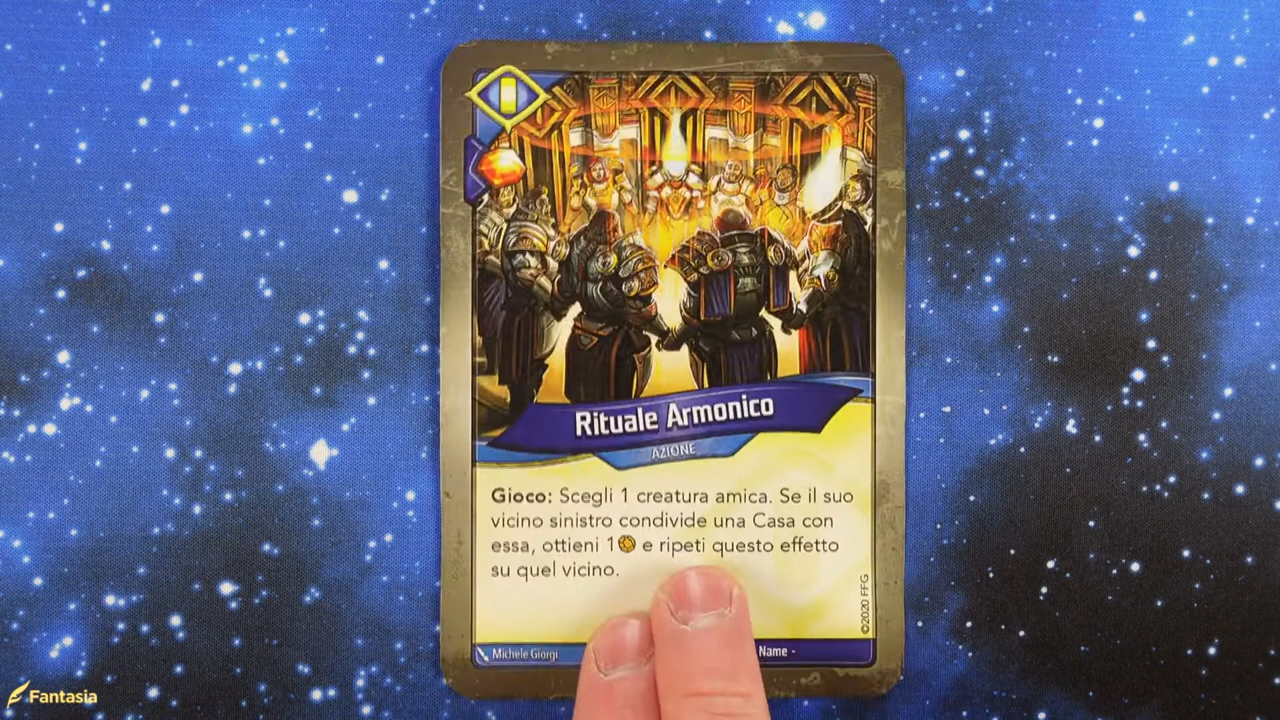 Rituale Armonico
AZIONE
Gioco: Scegli 1 creatura amica. Se il suo
vicino sinistro condivide una Casa con
essa, ottieni 1 e ripeti questo effetto
su quel vicino.
©2020 FFG
Michele Giorgi
Name -
Fantasia